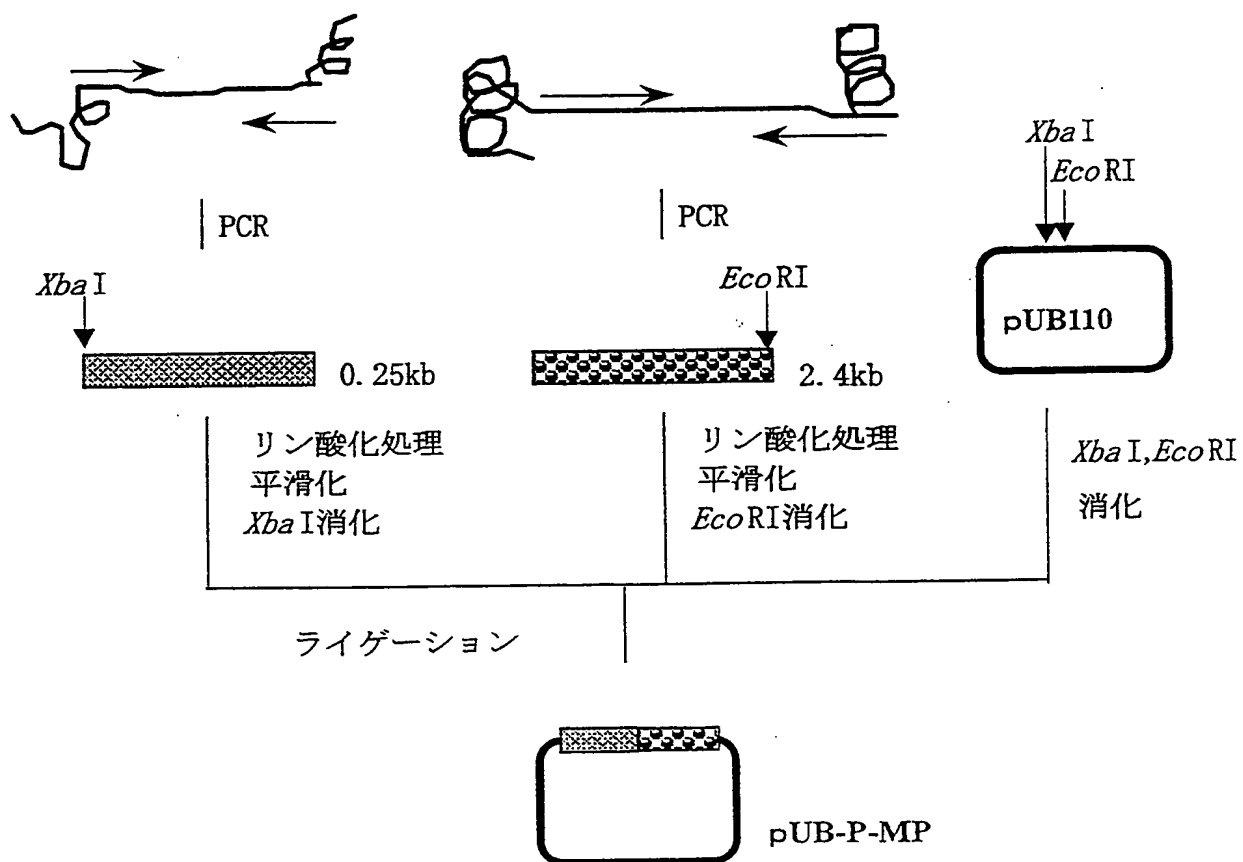 XbaI
EcoRI
PCR
PCR
XbaI
EcoRI
pUB110
0.25kb
2.4kb
リン酸化処理
平滑化
XbaI消化
リン酸化処理
平滑化
EcoRI消化
XbaI,EcoRI
消化
ライゲーション
pUB-P-MP